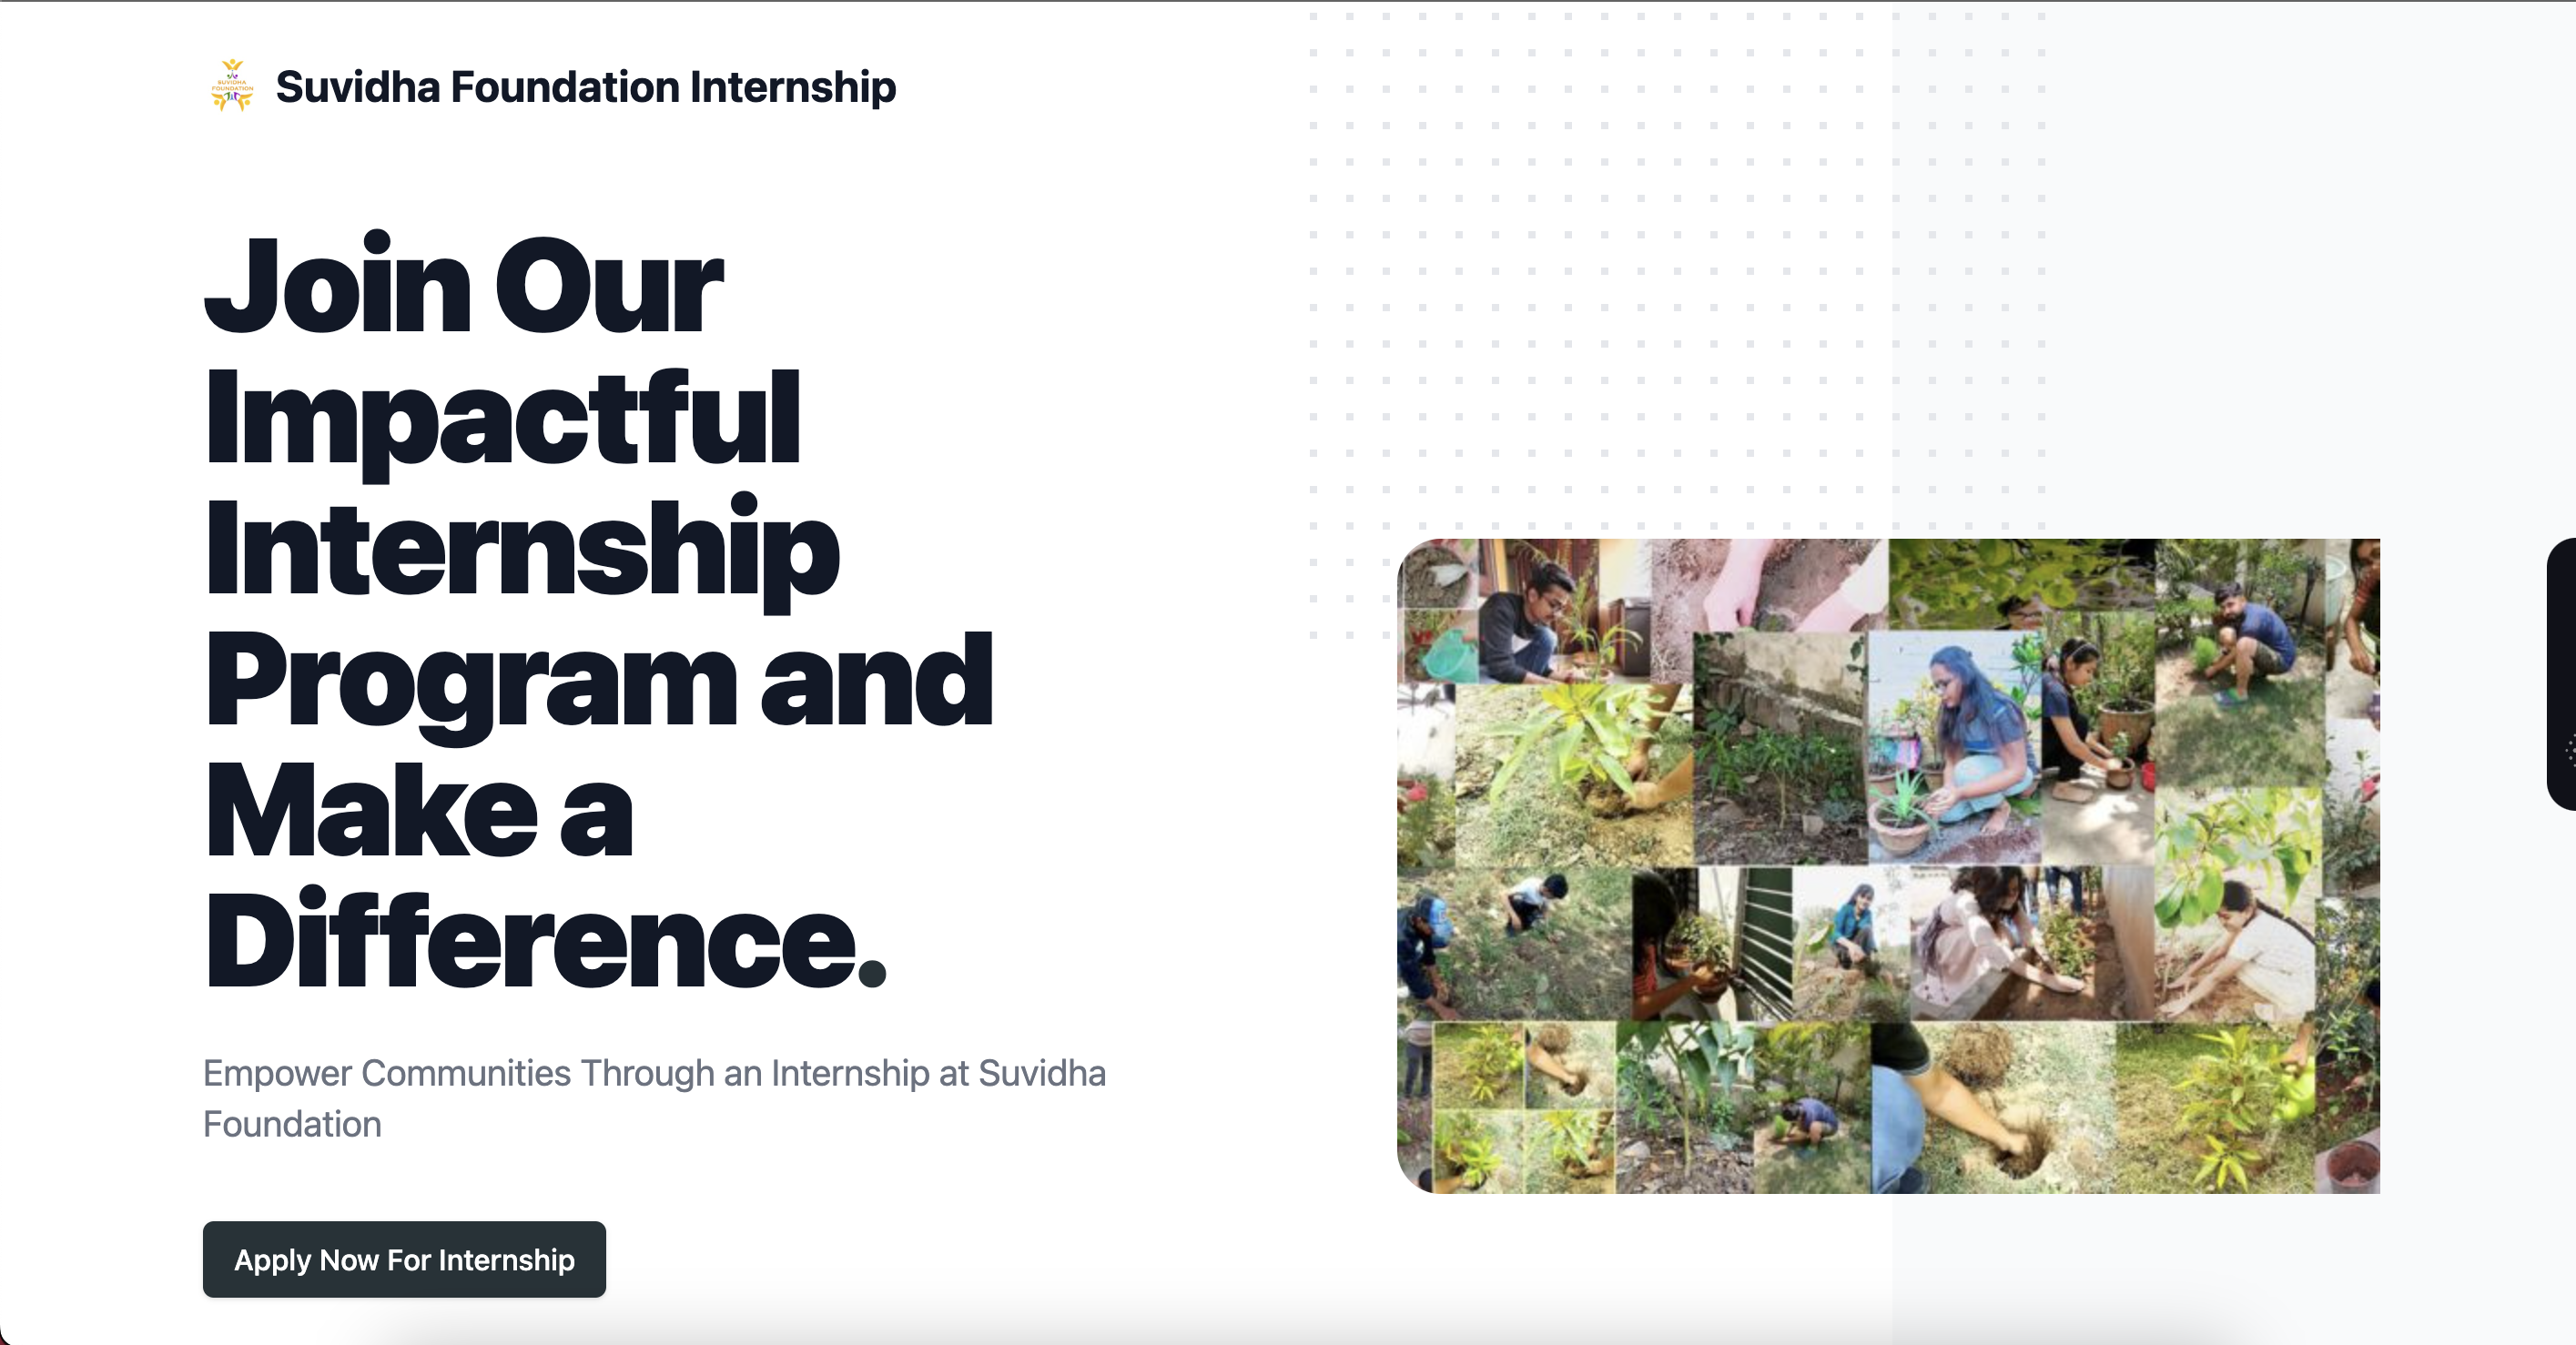 SUVIDHA
FOUNDATION
Suvidha Foundation Internship
Join Our
Impactful
Internship
Program and
Make a
Difference.
Empower Communities Through an Internship at Suvidha
Foundation
Apply Now For Internship